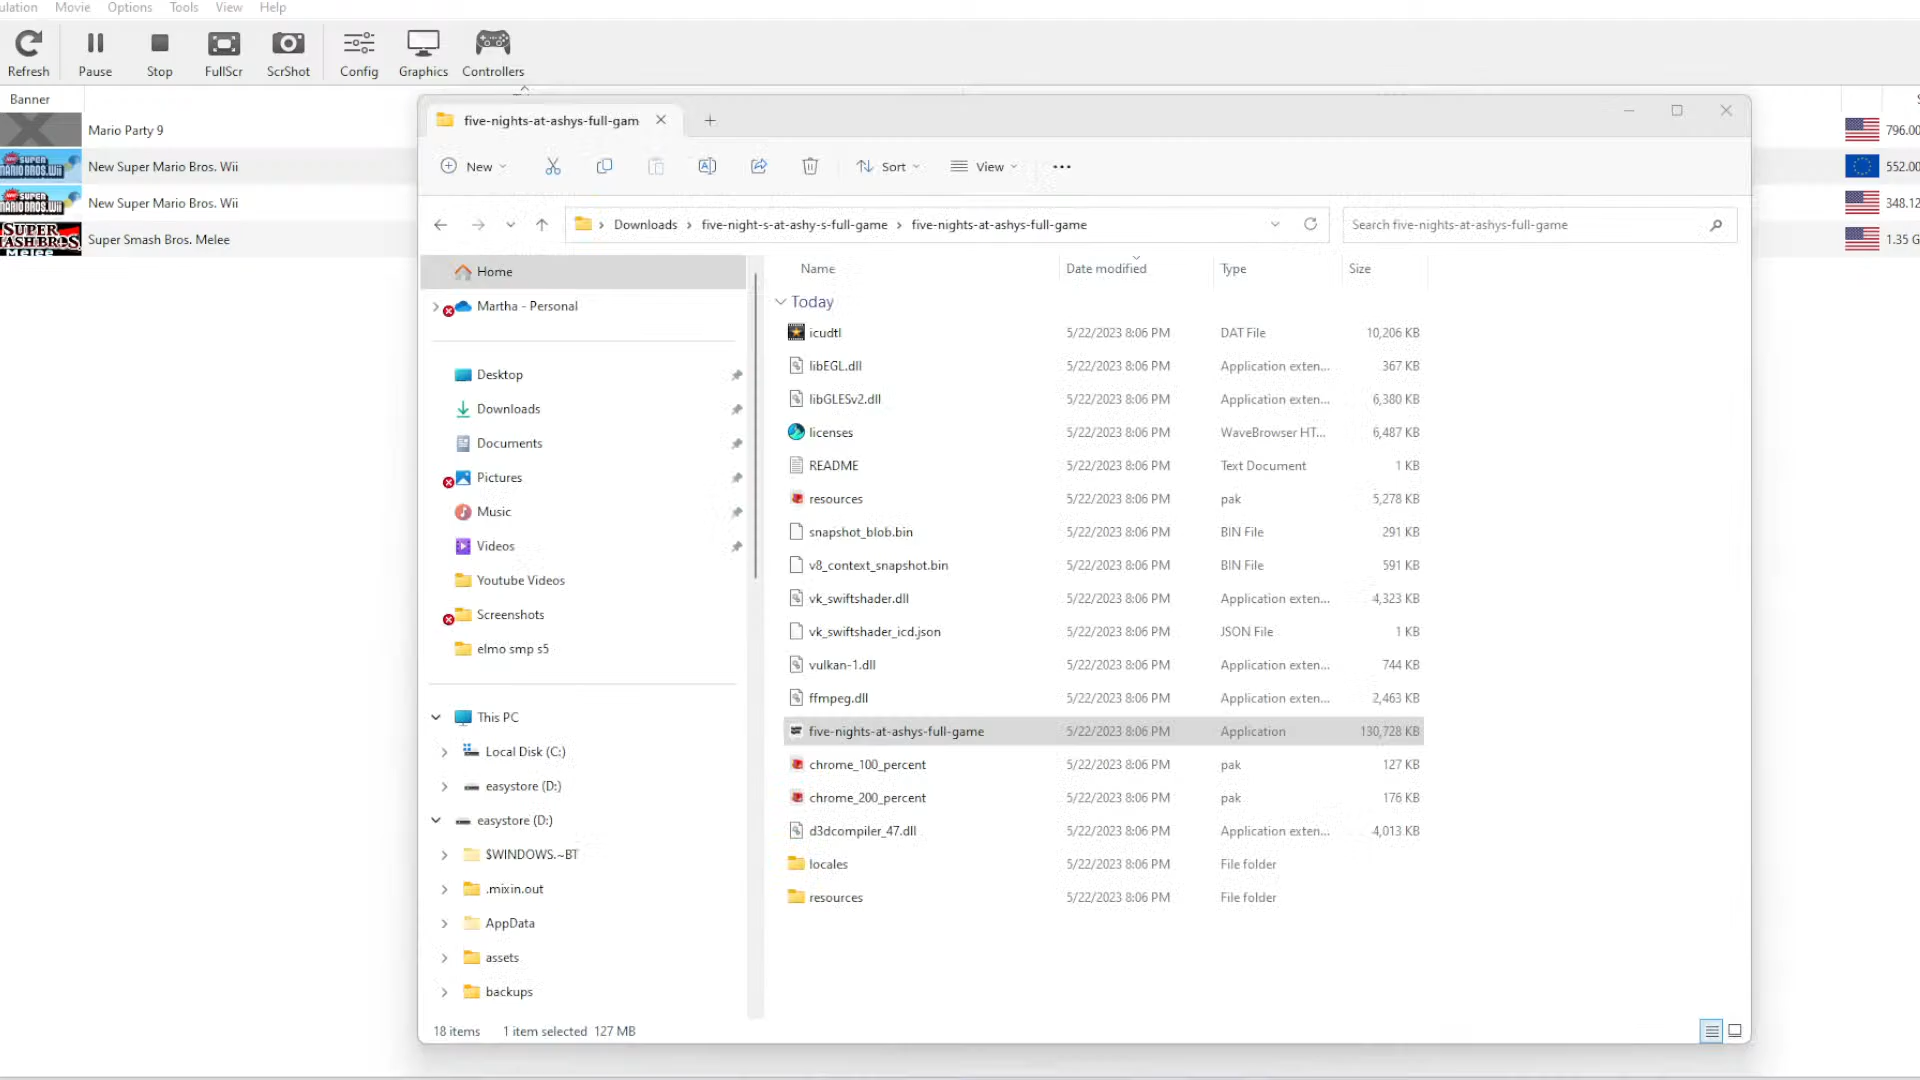 ulation Movie Options Tools View Help
Refresh Pause Stop FullScr ScrShot Config Graphics Controllers
Banner
Mario Party 9 796.00
New Super Mario Bros. Wii 552.00
New Super Mario Bros. Wii 348.12
Super Smash Bros. Melee 1.35 G
five-nights-at-ashys-full-gam
New Sort View
Downloads five-night-s-at-ashy-s-full-game five-nights-at-ashys-full-game Search five-nights-at-ashys-full-game
Home
Martha - Personal
Desktop
Downloads
Documents
Pictures
Music
Videos
Youtube Videos
Screenshots
elmo smp s5
This PC
Local Disk (C:)
easystore (D:)
easystore (D:)
$WINDOWS.~BT
.mixin.out
AppData
assets
backups
Name Date modified Type Size
Today
icudtl 5/22/2023 8:06 PM DAT File 10,206 KB
libEGL.dll 5/22/2023 8:06 PM Application exten... 367 KB
libGLESv2.dll 5/22/2023 8:06 PM Application exten... 6,380 KB
licenses 5/22/2023 8:06 PM WaveBrowser HT... 6,487 KB
README 5/22/2023 8:06 PM Text Document 1 KB
resources 5/22/2023 8:06 PM pak 5,278 KB
snapshot_blob.bin 5/22/2023 8:06 PM BIN File 291 KB
v8_context_snapshot.bin 5/22/2023 8:06 PM BIN File 591 KB
vk_swiftshader.dll 5/22/2023 8:06 PM Application exten... 4,323 KB
vk_swiftshader_icd.json 5/22/2023 8:06 PM JSON File 1 KB
vulkan-1.dll 5/22/2023 8:06 PM Application exten... 744 KB
ffmpeg.dll 5/22/2023 8:06 PM Application exten... 2,463 KB
five-nights-at-ashys-full-game 5/22/2023 8:06 PM Application 130,728 KB
chrome_100_percent 5/22/2023 8:06 PM pak 127 KB
chrome_200_percent 5/22/2023 8:06 PM pak 176 KB
d3dcompiler_47.dll 5/22/2023 8:06 PM Application exten... 4,013 KB
locales 5/22/2023 8:06 PM File folder
resources 5/22/2023 8:06 PM File folder
18 items 1 item selected 127 MB